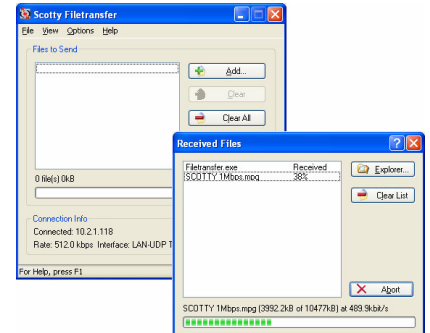 Scotty Filetransfer
File View Options Help
Files to Send
Add...
Clear
Clear All
0 file(s) 0kB
Connection Info
Connected: 10.2.1.118
Rate: 512.0 kbps Interface: LAN-UDP T
For Help, press F1
Received Files
Filetransfer.exe Received
SCOTTY 1Mbps.mpg 38%
Explorer...
Clear List
Abort
SCOTTY 1Mbps.mpg (3992.2kB of 10477kB) at 489.9kbit/s